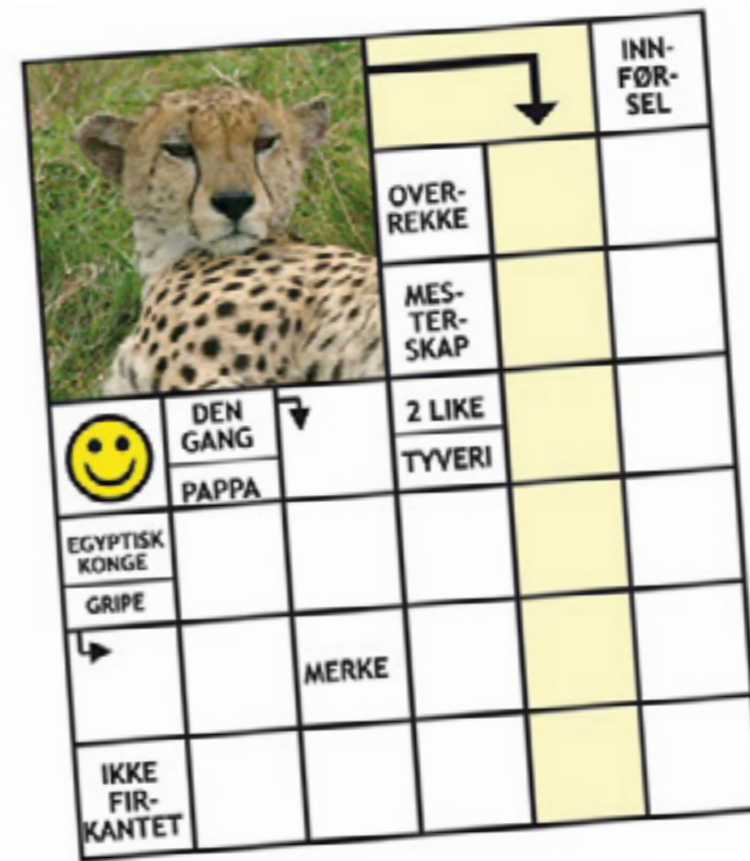 INN-
FØR-
SEL
OVER-
REKKE
MES-
TER-
SKAP
DEN
GANG
PAPPA
2 LIKE
TYVERI
EGYPTISK
KONGE
GRIPE
MERKE
IKKE
FIR-
KANTET